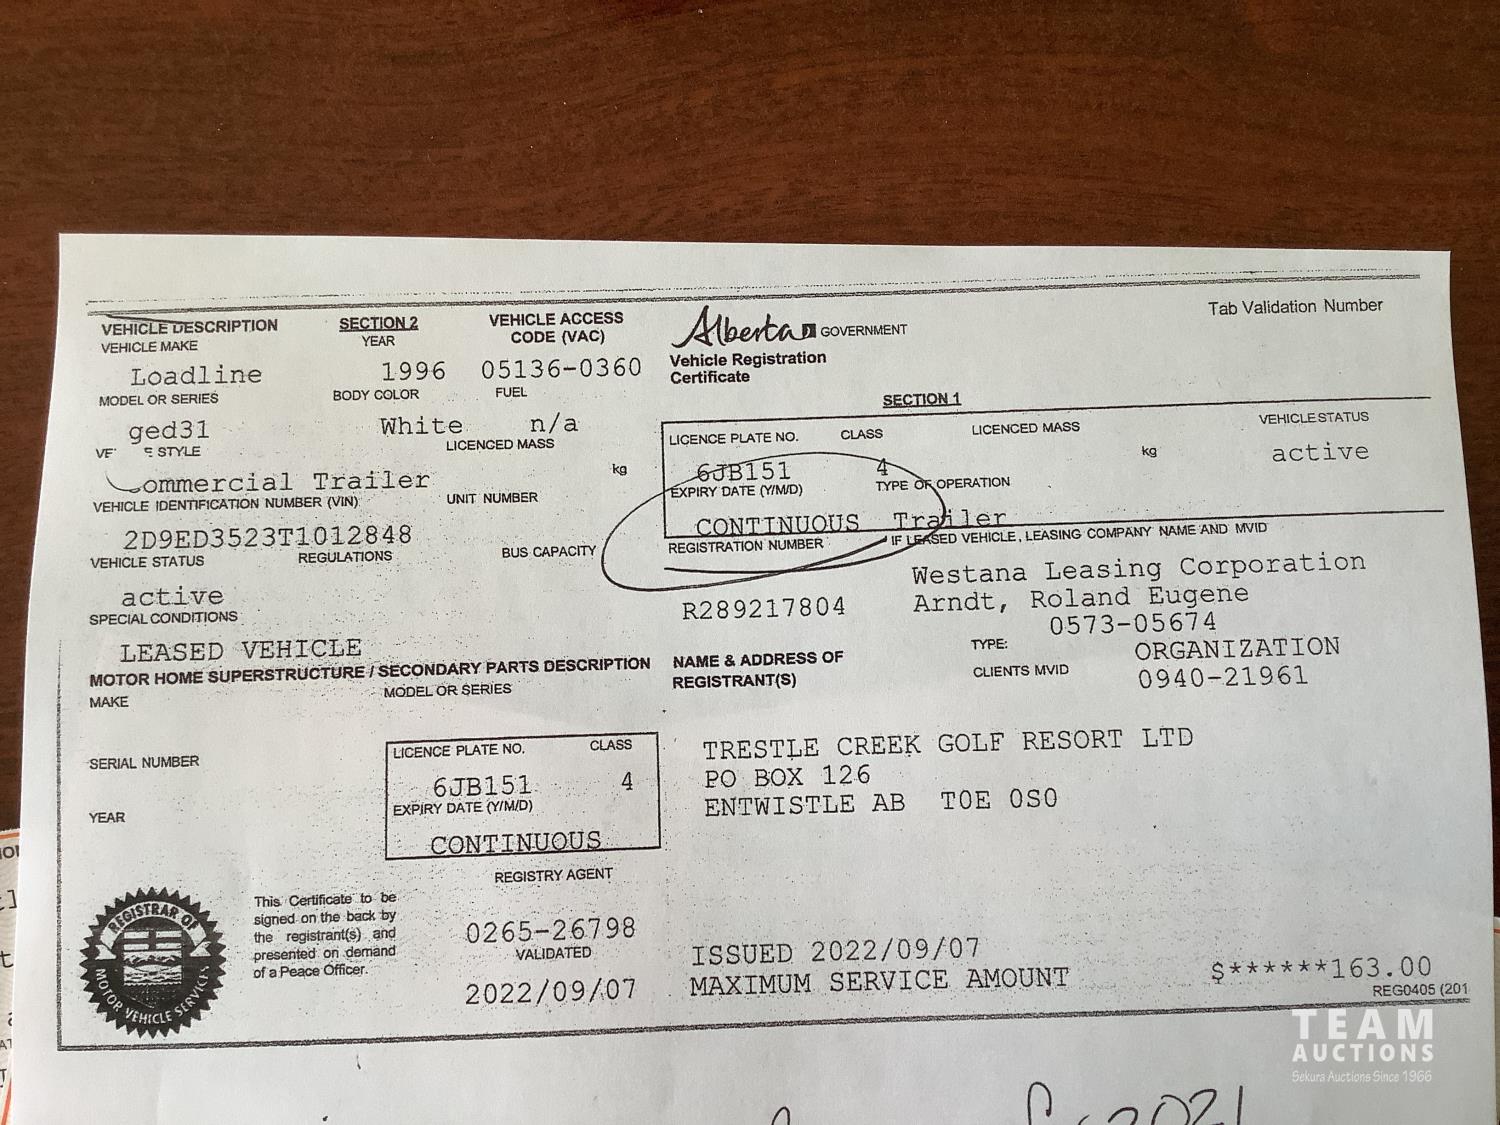 VEHICLE DESCRIPTION SECTION 2 VEHICLE ACCESS CODE (VAC)
VEHICLE MAKE YEAR
Loadline 1996 05136-0360
MODEL OR SERIES BODY COLOR FUEL
ged31 White n/a
STYLE LICENCED MASS
kg
ommercial Trailer
VEHICLE IDENTIFICATION NUMBER (VIN) UNIT NUMBER
2D9ED3523T1012848
VEHICLE STATUS REGULATIONS BUS CAPACITY
active
SPECIAL CONDITIONS
LEASED VEHICLE
MOTOR HOME SUPERSTRUCTURE / SECONDARY PARTS DESCRIPTION
MAKE MODEL OR SERIES
SERIAL NUMBER
YEAR
LICENCE PLATE NO. CLASS
6JB151 4
EXPIRY DATE (Y/M/D)
CONTINUOUS
REGISTRY AGENT
0265-26798
VALIDATED
2022/09/07
REGISTRAR OF
MOTOR VEHICLE SERVICES
This Certificate to be
signed on the back by
the registrant(s) and
presented on demand
of a Peace Officer.
Alberta GOVERNMENT
Vehicle Registration
Certificate
Tab Validation Number
SECTION 1
LICENCE PLATE NO. CLASS LICENCED MASS VEHICLE STATUS
6JB151 4 kg active
EXPIRY DATE (Y/M/D) TYPE OF OPERATION
CONTINUOUS Trailer
REGISTRATION NUMBER IF LEASED VEHICLE, LEASING COMPANY NAME AND MVID
R289217804
Westana Leasing Corporation
Arndt, Roland Eugene
0573-05674
TYPE: ORGANIZATION
CLIENTS MVID 0940-21961
NAME & ADDRESS OF
REGISTRANT(S)
TRESTLE CREEK GOLF RESORT LTD
PO BOX 126
ENTWISTLE AB T0E 0S0
ISSUED 2022/09/07
MAXIMUM SERVICE AMOUNT $******163.00
REG0405 (201
TEAM
AUCTIONS
Sekura Auctions Since 1966
2021